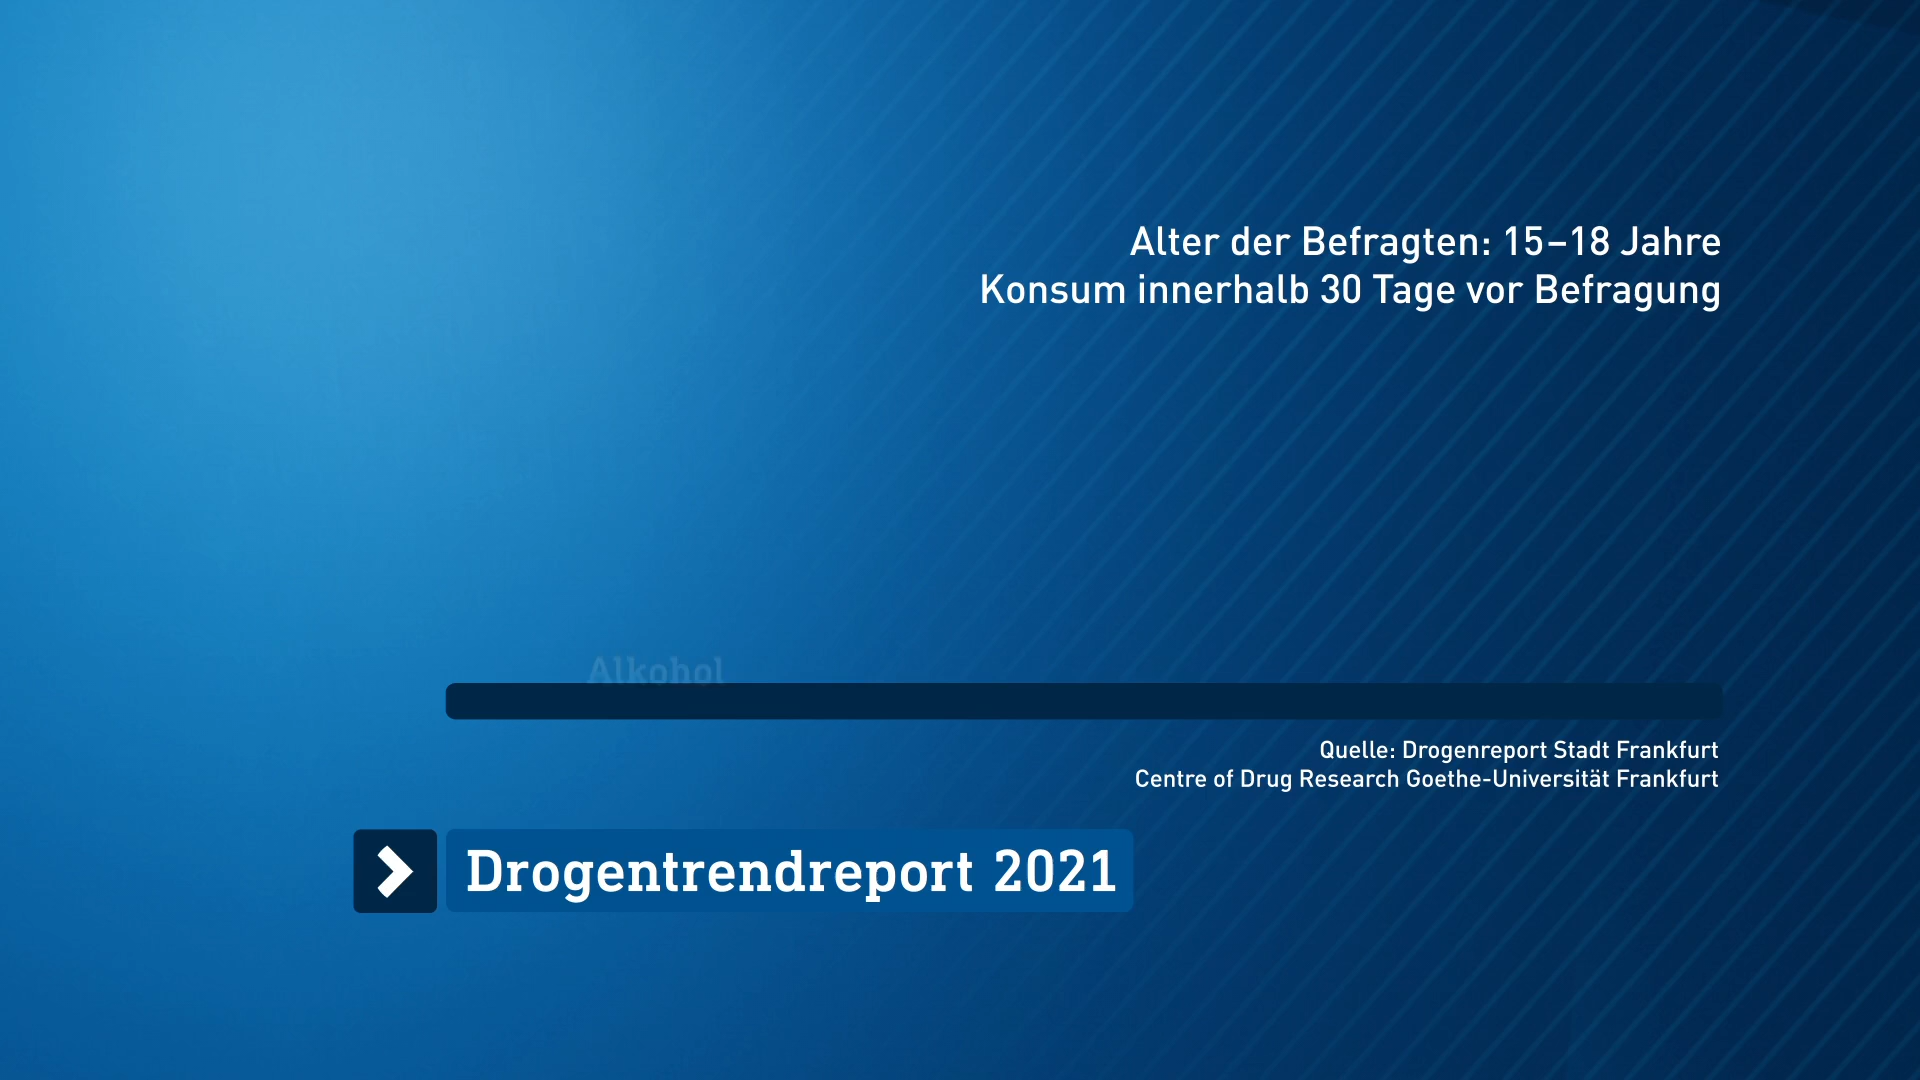 Alter der Befragten: 15–18 Jahre
Konsum innerhalb 30 Tage vor Befragung
Alkohol
Quelle: Drogenreport Stadt Frankfurt
Centre of Drug Research Goethe-Universität Frankfurt
Drogentrendreport 2021